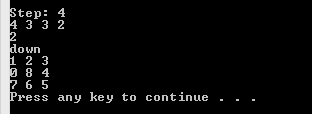 Step: 4
4 3 3 2
2
down
1 2 3
0 8 4
7 6 5
Press any key to continue . . .